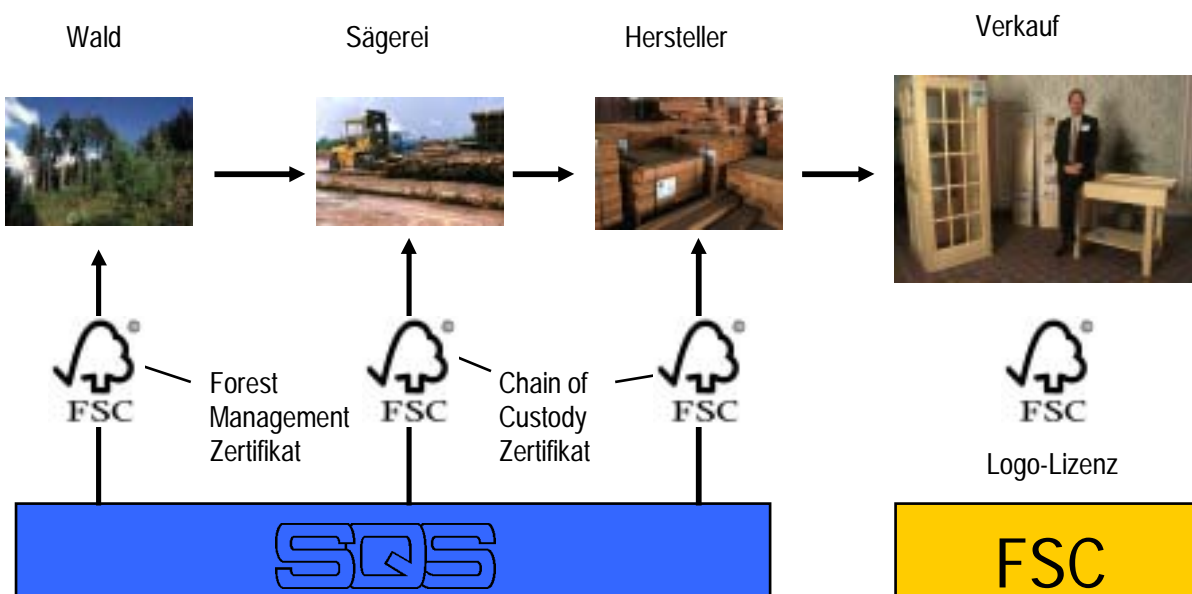 Wald
Sägerei
Hersteller
Verkauf
®
FSC
Forest
Management
Zertifikat
®
FSC
Chain of
Custody
Zertifikat
®
FSC
®
FSC
Logo-Lizenz
SQS
FSC